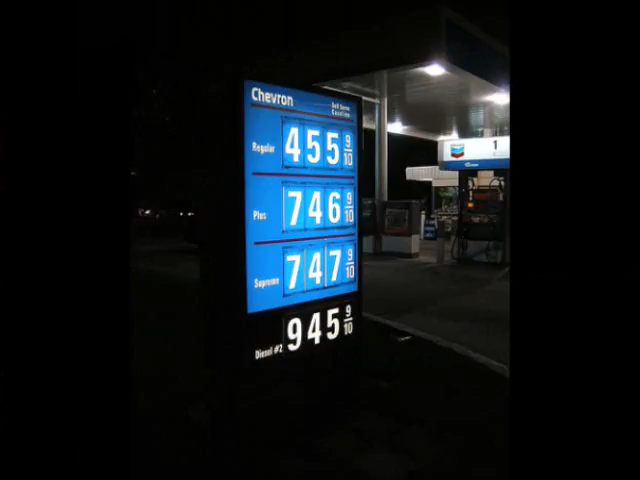 Chevron
Self Serve
Gasoline
Regular 455 9/10
Plus 746 9/10
Supreme 747 9/10
Diesel #2 945 9/10
1